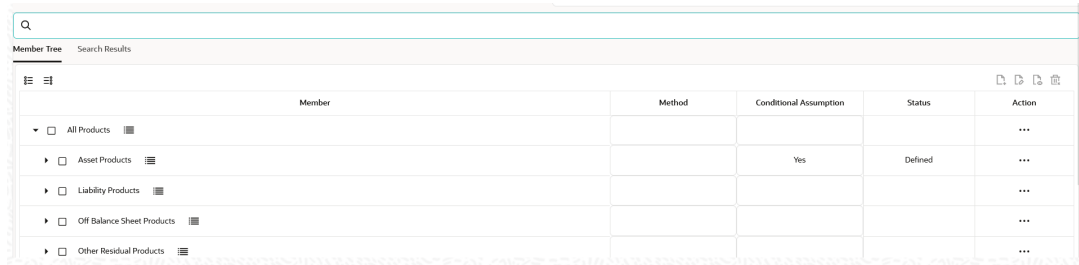 Member Tree Search Results
Member Method Conditional Assumption Status Action
All Products
Asset Products Yes Defined
Liability Products
Off Balance Sheet Products
Other Residual Products